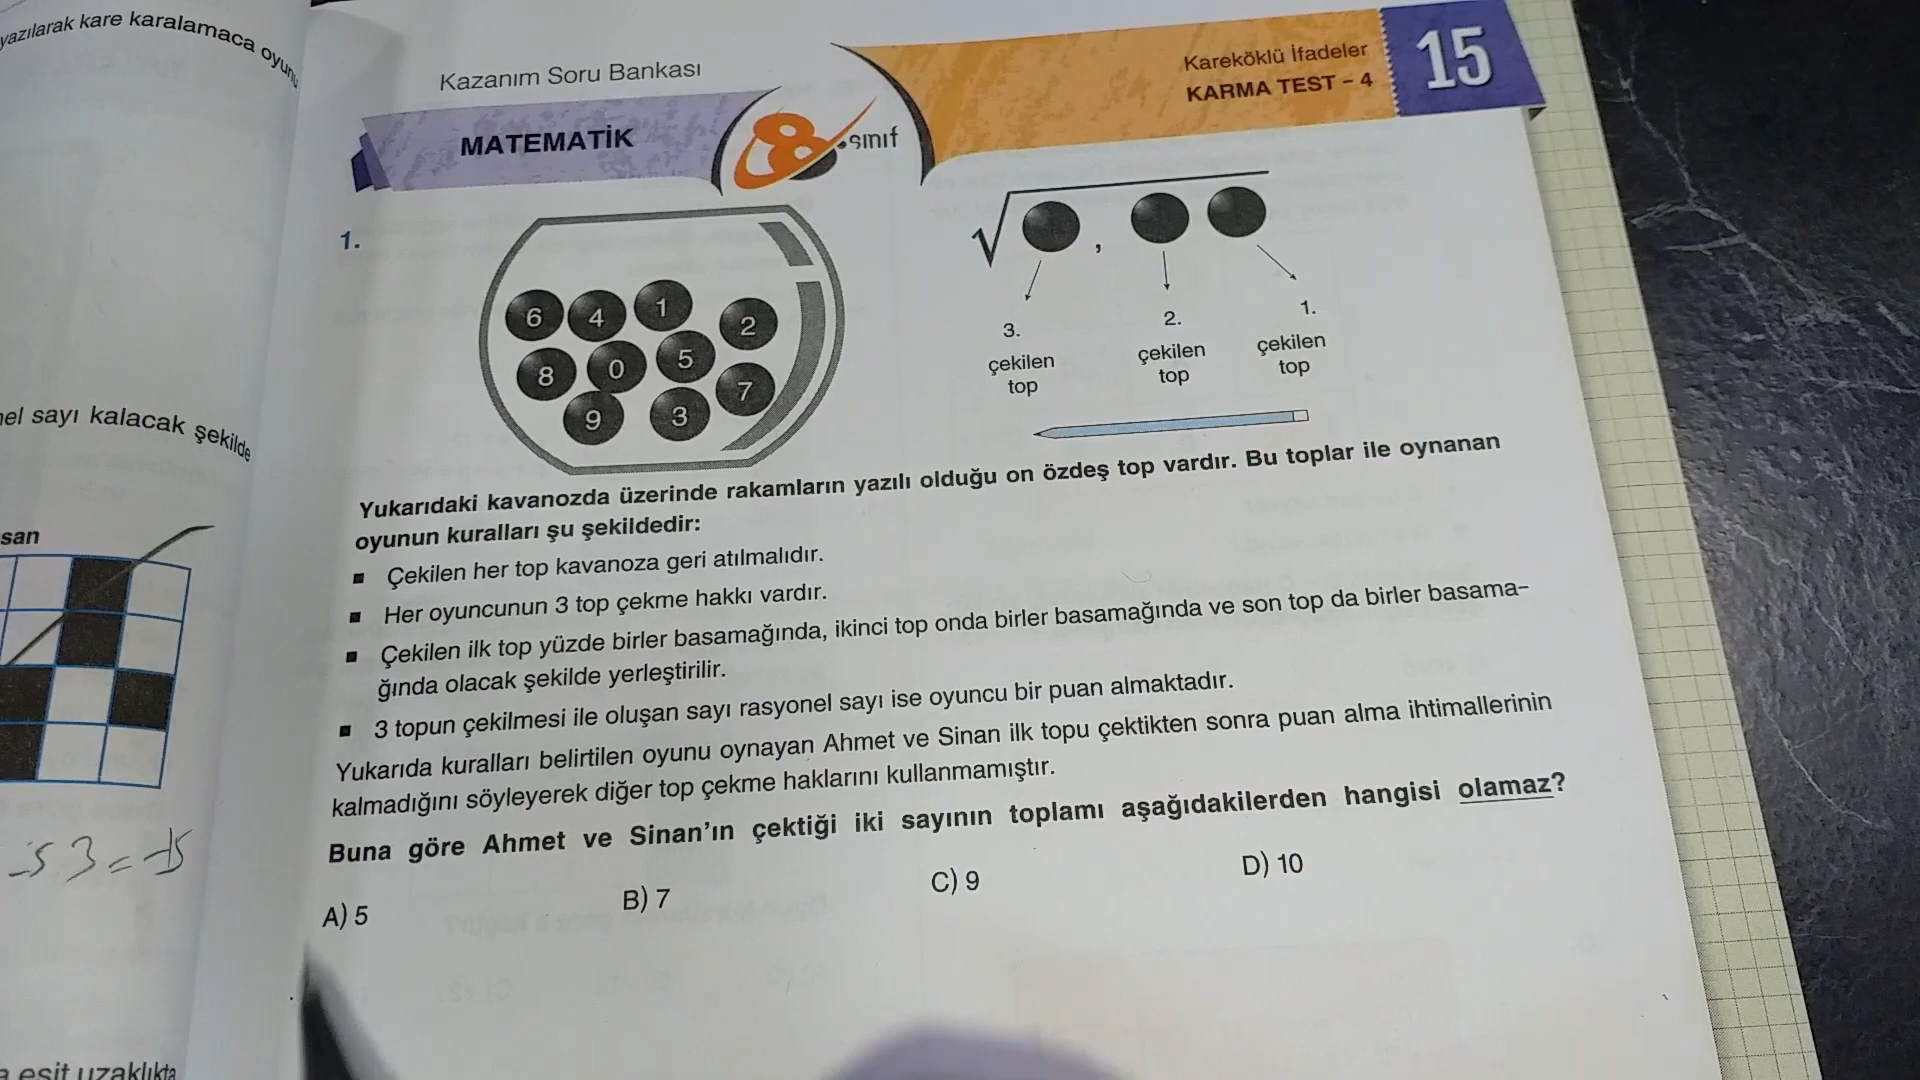 yazılarak kare karalamaca oyunu
nel sayı kalacak şekilde
san
-5 3 = -15
a eşit uzaklıkta
Kazanım Soru Bankası
MATEMATİK
8. sınıf
Kareköklü İfadeler
KARMA TEST - 4
15
1.
6 4 1 2
8 0 5 7
9 3
√ ,
3. çekilen top
2. çekilen top
1. çekilen top
Yukarıdaki kavanozda üzerinde rakamların yazılı olduğu on özdeş top vardır. Bu toplar ile oynanan
oyunun kuralları şu şekildedir:
▪ Çekilen her top kavanoza geri atılmalıdır.
▪ Her oyuncunun 3 top çekme hakkı vardır.
▪ Çekilen ilk top yüzde birler basamağında, ikinci top onda birler basamağında ve son top da birler basama-
ğında olacak şekilde yerleştirilir.
▪ 3 topun çekilmesi ile oluşan sayı rasyonel sayı ise oyuncu bir puan almaktadır.
Yukarıda kuralları belirtilen oyunu oynayan Ahmet ve Sinan ilk topu çektikten sonra puan alma ihtimallerinin
kalmadığını söyleyerek diğer top çekme haklarını kullanmamıştır.
Buna göre Ahmet ve Sinan'ın çektiği iki sayının toplamı aşağıdakilerden hangisi olamaz?
A) 5
B) 7
C) 9
D) 10